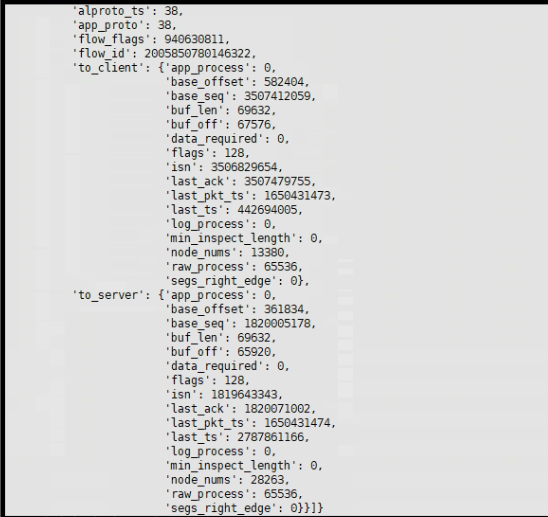 'alproto_ts': 38,
'app_proto': 38,
'flow_flags': 940630811,
'flow_id': 2005850780146322,
'to_client': {'app_process': 0,
'base_offset': 582404,
'base_seq': 3507412059,
'buf_len': 69632,
'buf_off': 67576,
'data_required': 0,
'flags': 128,
'isn': 3506829654,
'last_ack': 3507479755,
'last_pkt_ts': 1650431473,
'last_ts': 442694005,
'log_process': 0,
'min_inspect_length': 0,
'node_nums': 13380,
'raw_process': 65536,
'segs_right_edge': 0},
'to_server': {'app_process': 0,
'base_offset': 361834,
'base_seq': 1820005178,
'buf_len': 69632,
'buf_off': 65920,
'data_required': 0,
'flags': 128,
'isn': 1819643343,
'last_ack': 1820071002,
'last_pkt_ts': 1650431474,
'last_ts': 2787861166,
'log_process': 0,
'min_inspect_length': 0,
'node_nums': 28263,
'raw_process': 65536,
'segs_right_edge': 0}}]}